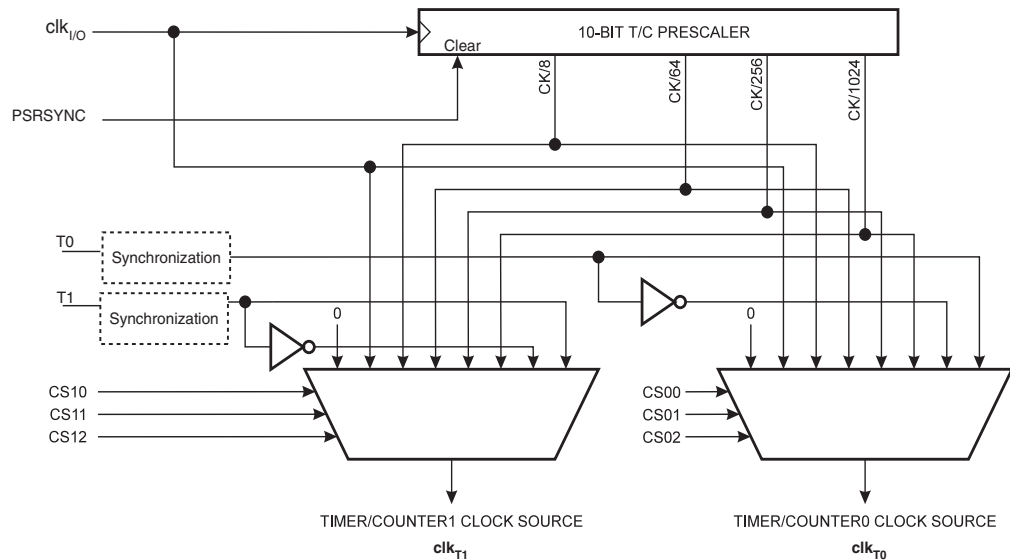 clkI/O
10-BIT T/C PRESCALER
Clear
PSRSYNC
CK/8
CK/64
CK/256
CK/1024
T0
Synchronization
T1
Synchronization
0
0
CS10
CS11
CS12
CS00
CS01
CS02
TIMER/COUNTER1 CLOCK SOURCE
clkT1
TIMER/COUNTER0 CLOCK SOURCE
clkT0